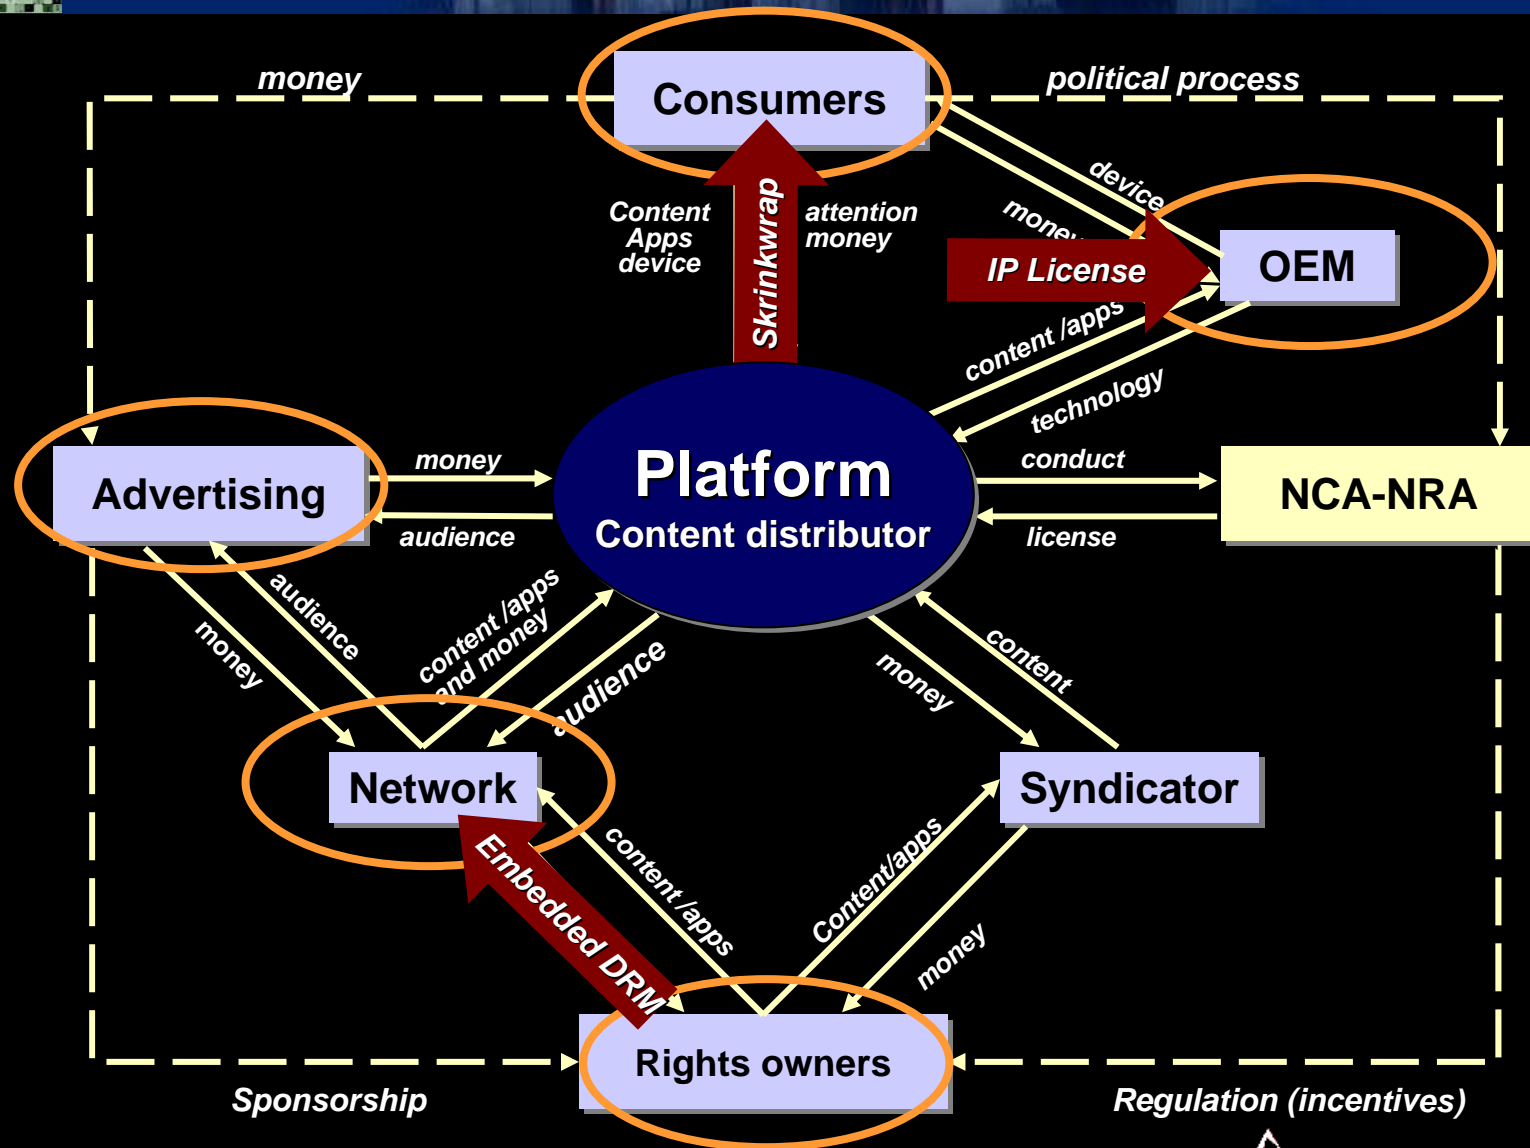 money
Consumers
political process
Content
Apps
device
Skrinkwrap
attention
money
device
money
IP License
OEM
content /apps
technology
Advertising
money
audience
Platform
Content distributor
conduct
license
NCA-NRA
audience
money
content /apps
and money
audience
money
content
Network
Syndicator
Embedded DRM
content /apps
Content/apps
money
Rights owners
Sponsorship
Regulation (incentives)